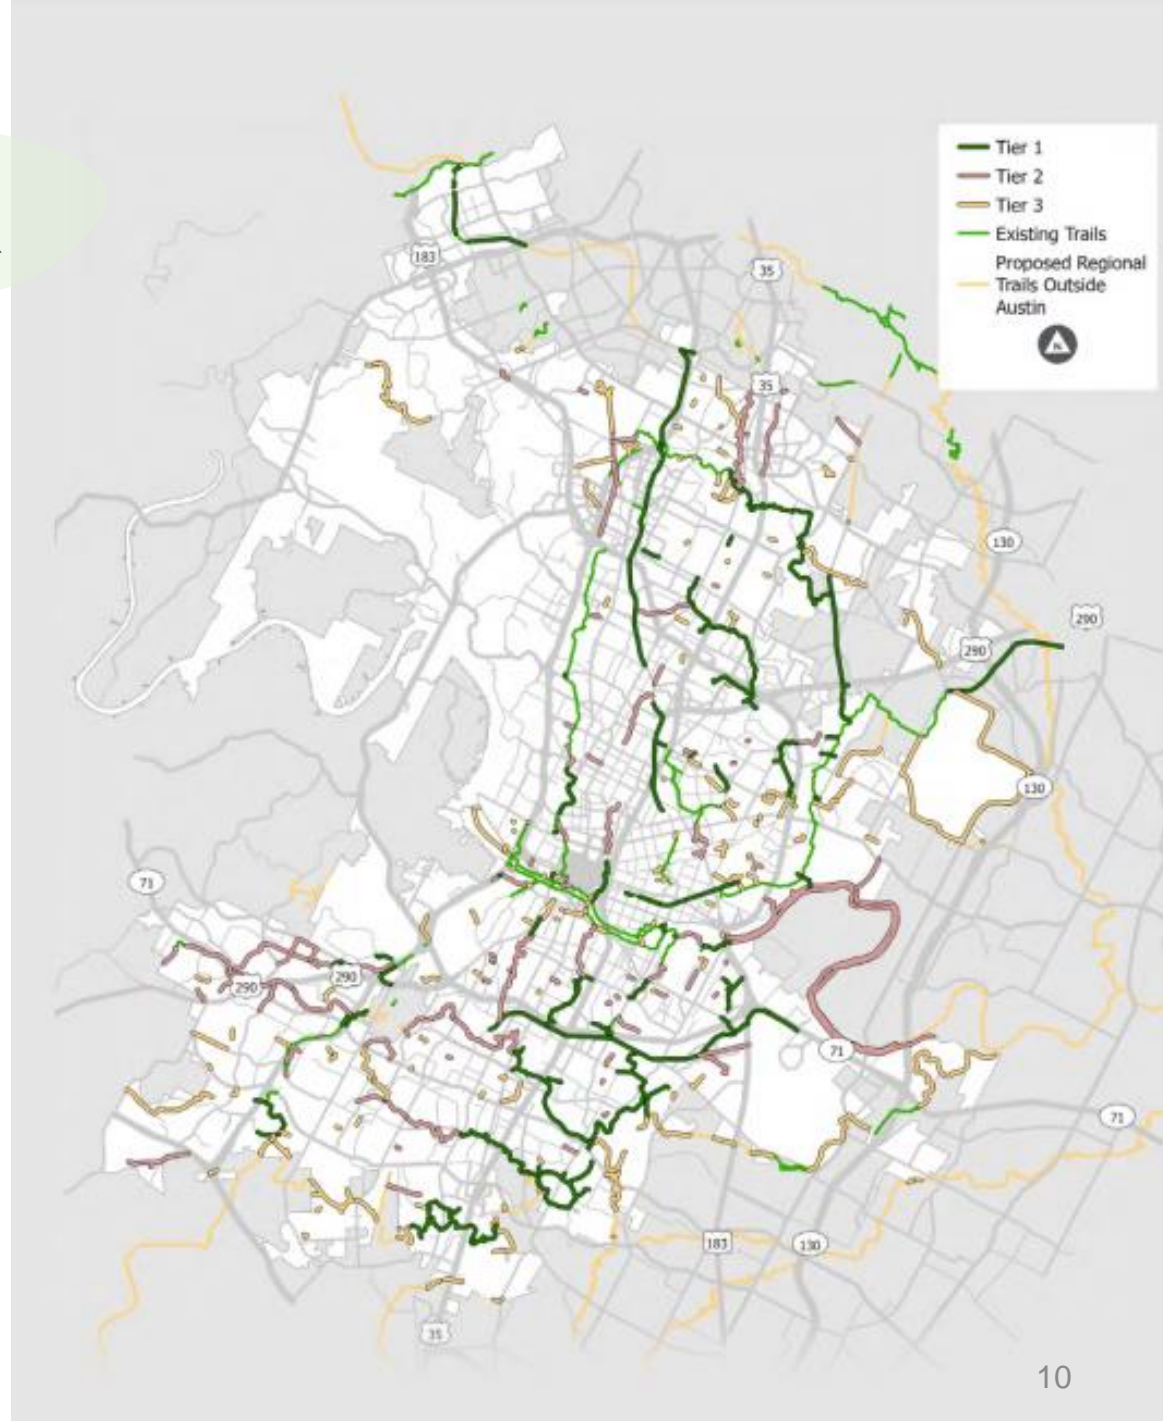 Tier 1
Tier 2
Tier 3
Existing Trails
Proposed Regional
Trails Outside
Austin
N
183
35
35
130
290
290
130
71
290
290
71
71
183
130
35
10